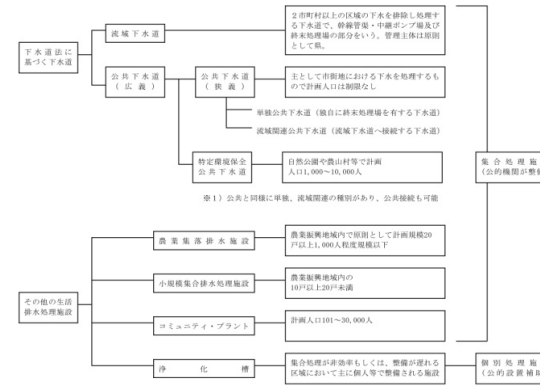 下水道法に
基づく下水道
流域下水道
2市町村以上の区域の下水を排除し処理す
る下水道で、幹線管渠・中継ポンプ場及び
終末処理場の部分をいう。管理主体は原則
として県。
公共下水道
(広義)
公共下水道
(狭義)
主として市街地における下水を処理するも
ので計画人口は制限なし
単独公共下水道(独自に終末処理場を有する下水道)
流域関連公共下水道(流域下水道へ接続する下水道)
特定環境保全
公共下水道
自然公園や農山村等で計画
人口1,000~10,000人
※1)公共と同様に単独、流域関連の種別があり、公共接続も可能
集合処理施
(公的機関が整備
その他の生活
排水処理施設
農業集落排水施設
農業振興地域内で原則として計画規模20
戸以上1,000人程度規模以下
小規模集合排水処理施設
農業振興地域内の
10戸以上20戸未満
コミュニティ・プラント
計画人口101~30,000人
浄化槽
集合処理が非効率もしくは、整備が遅れる
区域において主に個人等で整備される施設
個別処理施
(公的設置補助